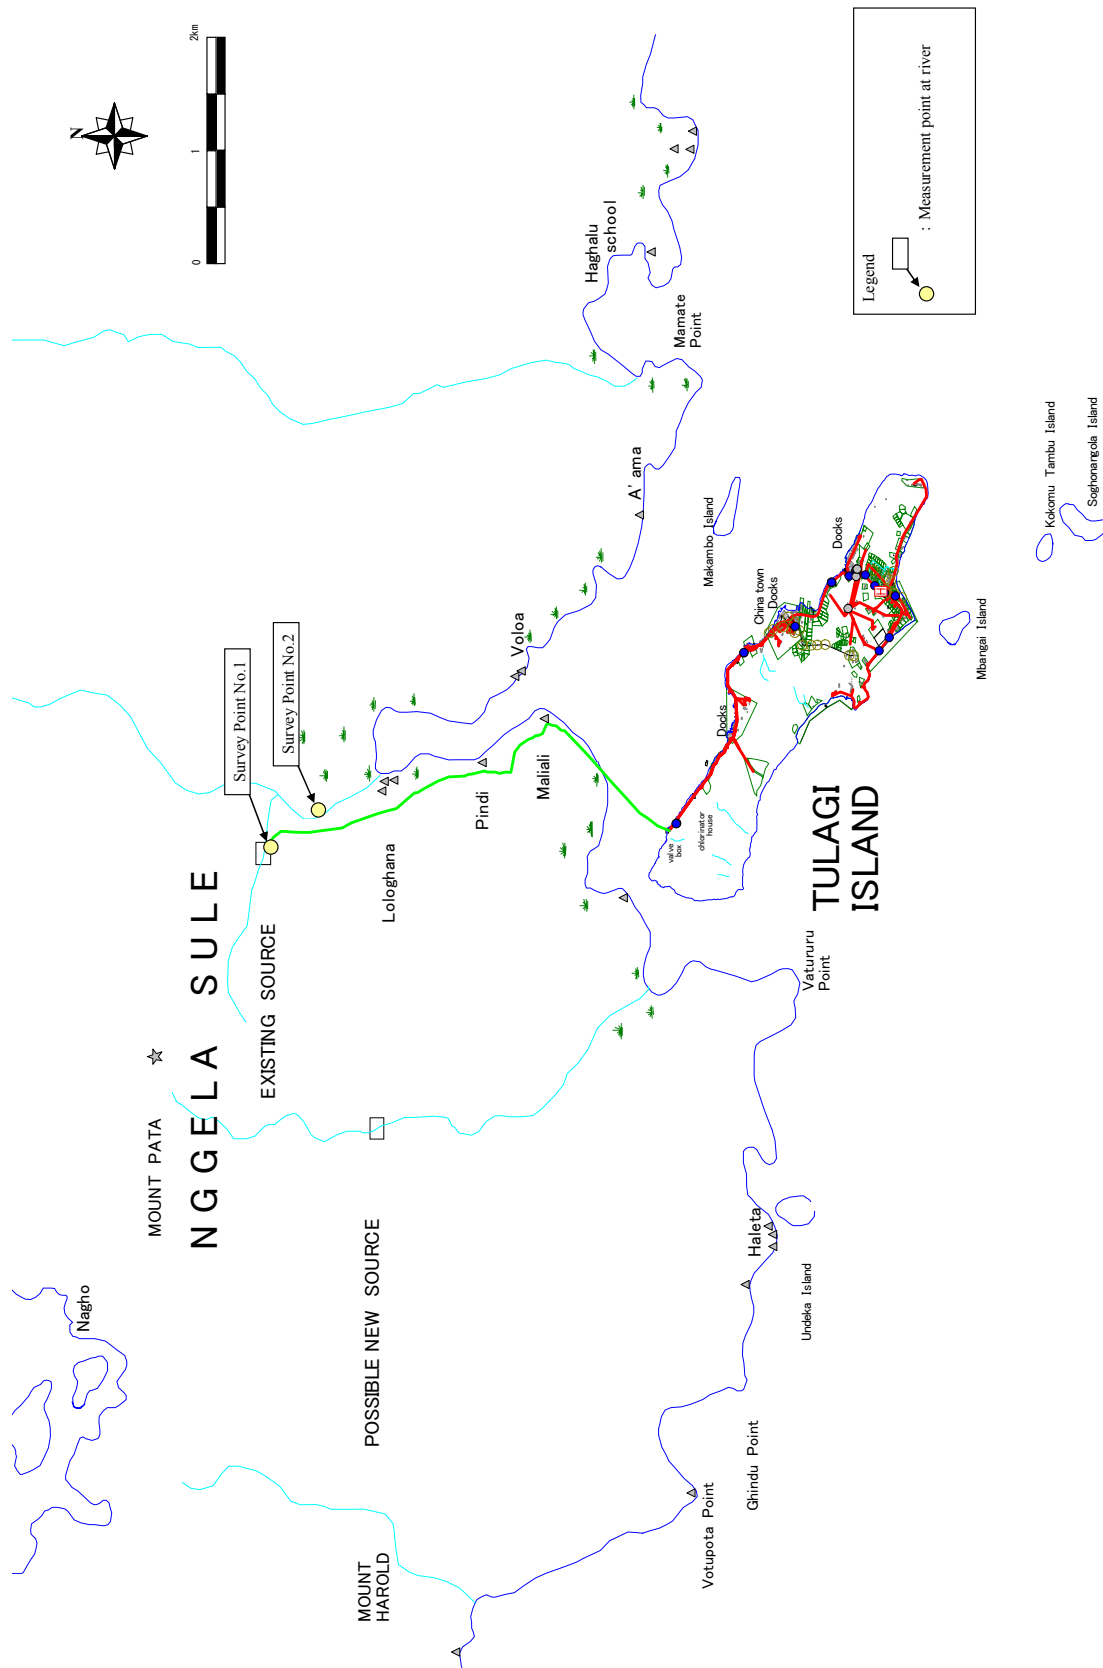 N
0
1
2km
Nagho
MOUNT PATA
NGGELA SULE
EXISTING SOURCE
POSSIBLE NEW SOURCE
MOUNT
HAROLD
Survey Point No.1
Survey Point No.2
Lologhana
Pindi
Maliali
Voloa
A' ama
Haghalu
school
Mamate
Point
Makambo Island
China town
Docks
Docks
Docks
valve
box
chlorinator
house
H
TULAGI
ISLAND
Vatururu
Point
Haleta
Undeka Island
Ghindu Point
Votupota Point
Mbangai Island
Kokomu Tambu Island
Soghonangola Island
Legend
: Measurement point at river